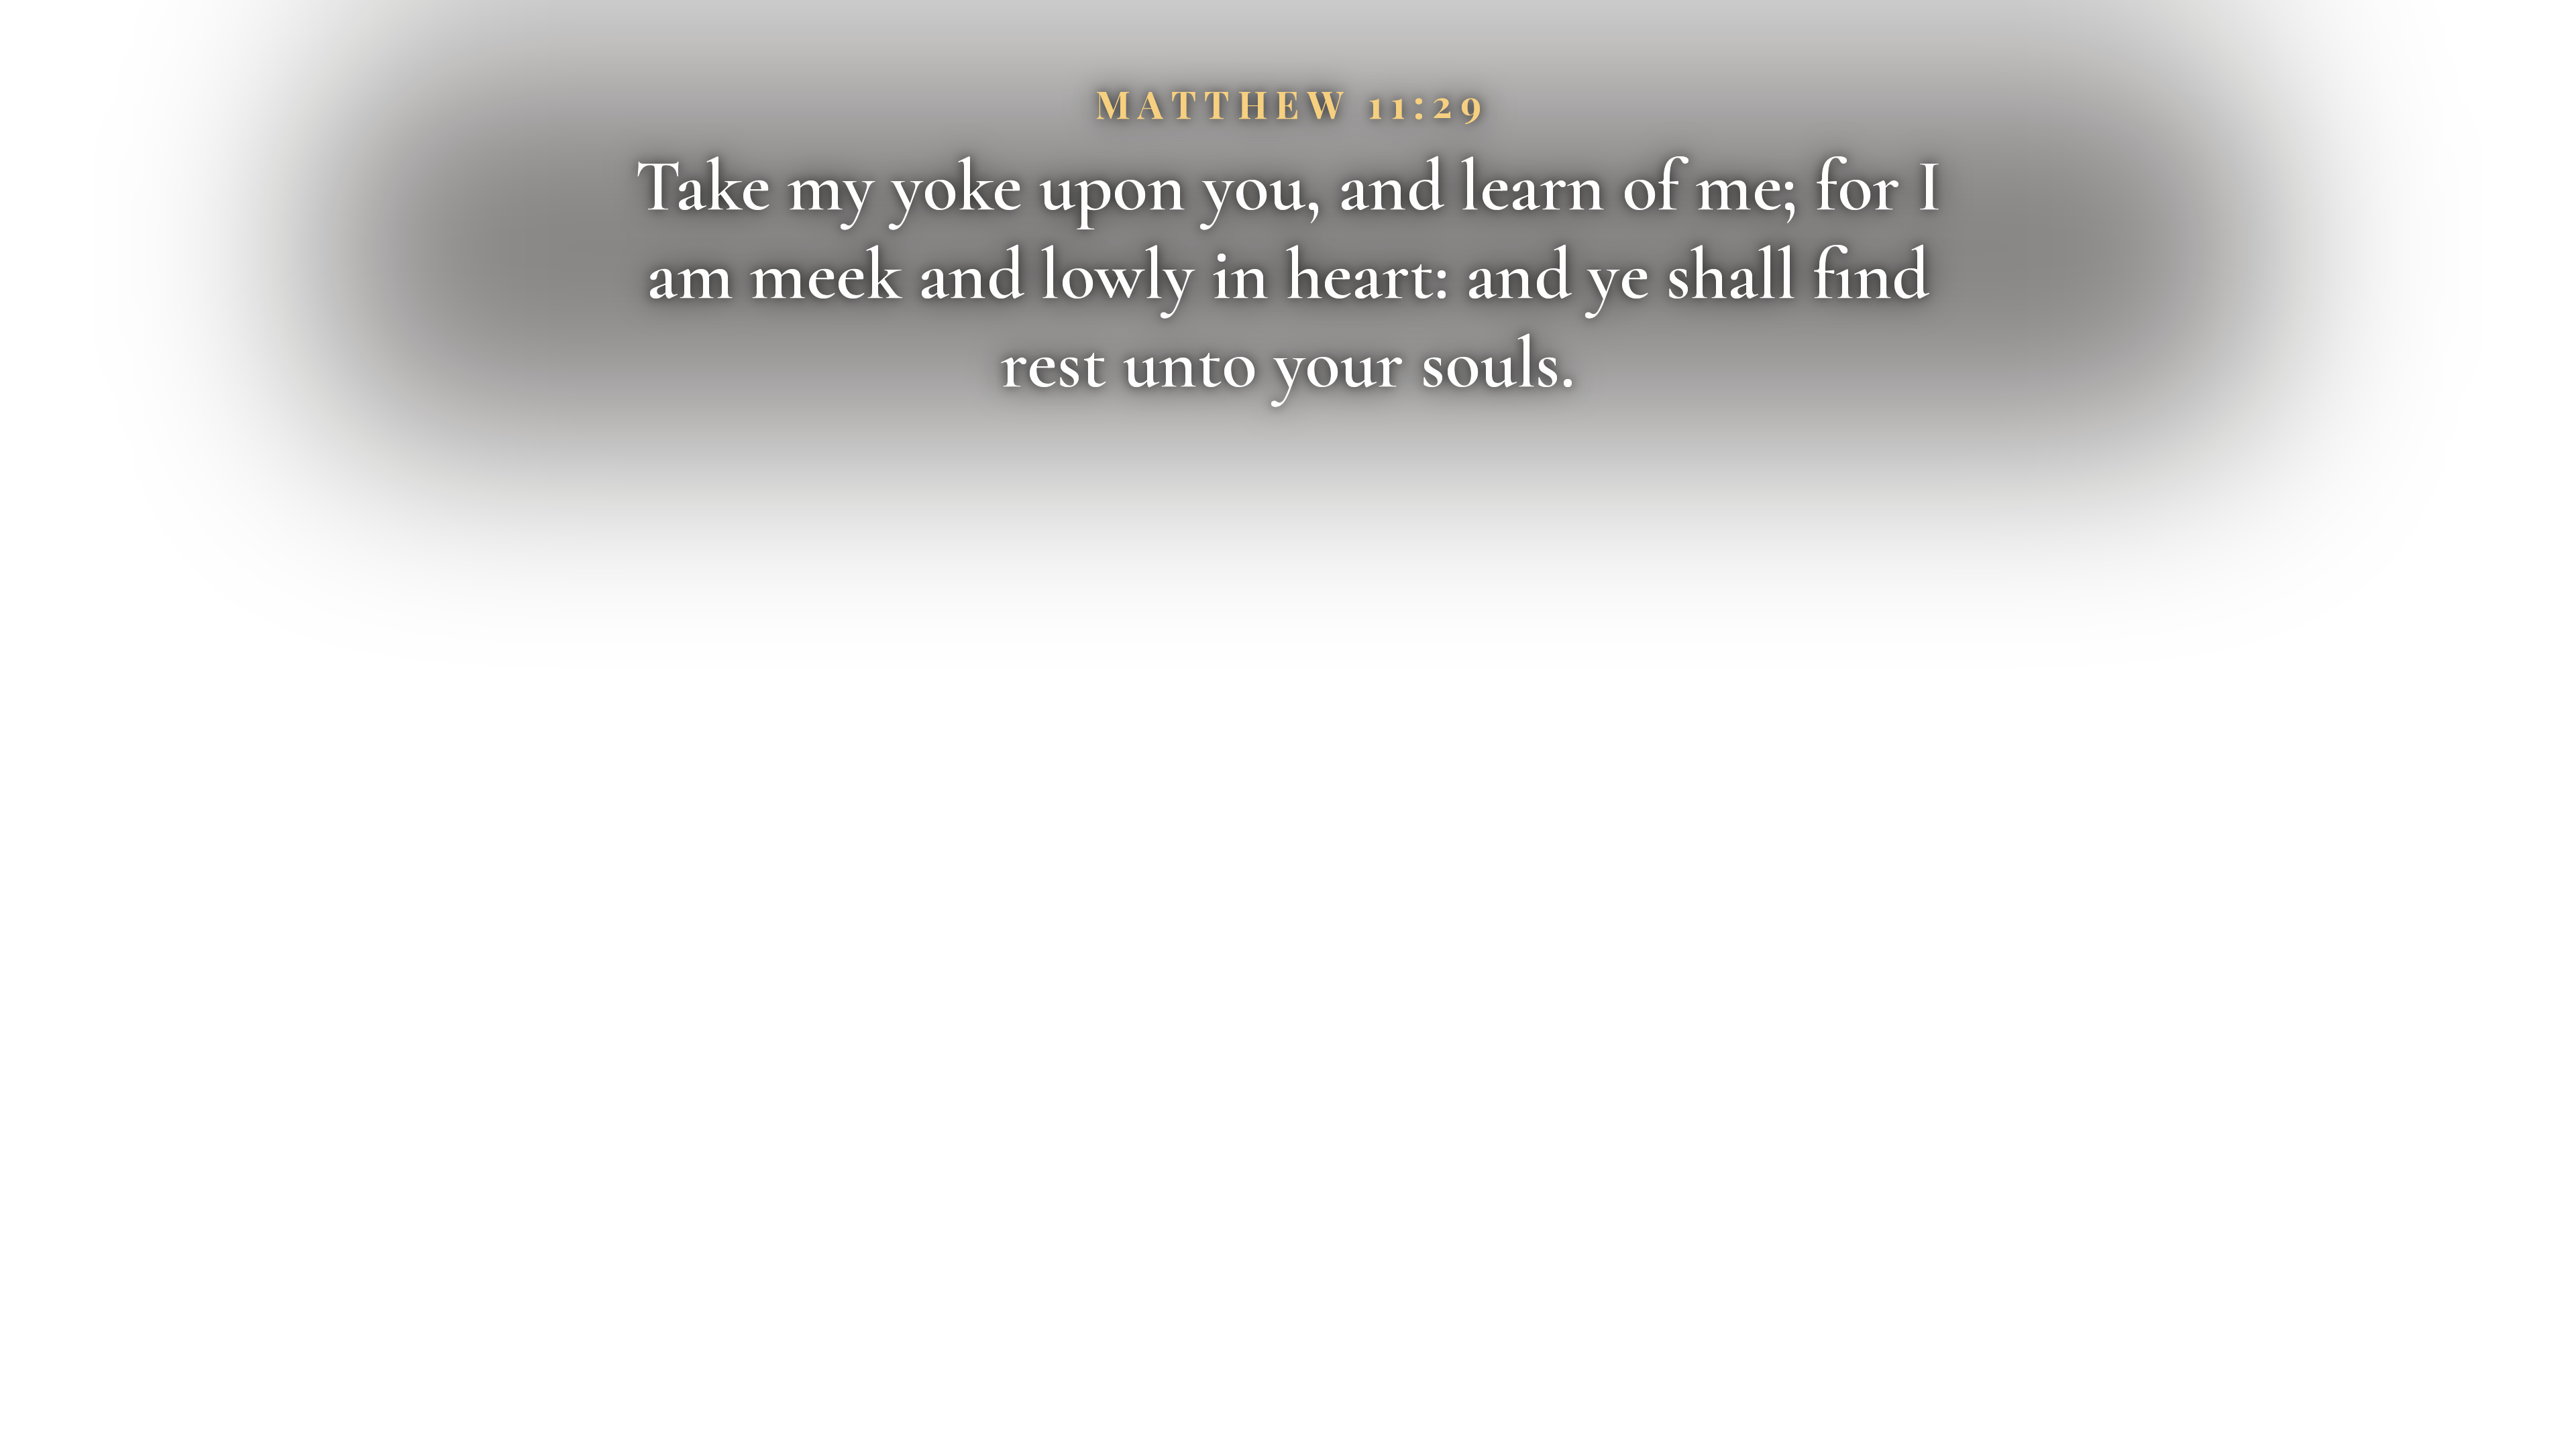 MATTHEW 11:29
Take my yoke upon you, and learn of me; for I
am meek and lowly in heart: and ye shall find
rest unto your souls.